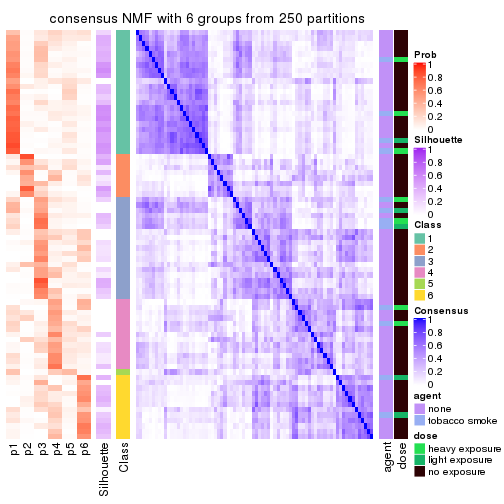 consensus NMF with 6 groups from 250 partitions
Prob
1
0.8
0.6
0.4
0.2
0
Silhouette
1
0.8
0.6
0.4
0.2
0
Class
1
2
3
4
5
6
Consensus
1
0.8
0.6
0.4
0.2
0
agent
none
tobacco smoke
dose
heavy exposure
light exposure
no exposure
p1
p2
p3
p4
p5
p6
Silhouette
Class
agent
dose